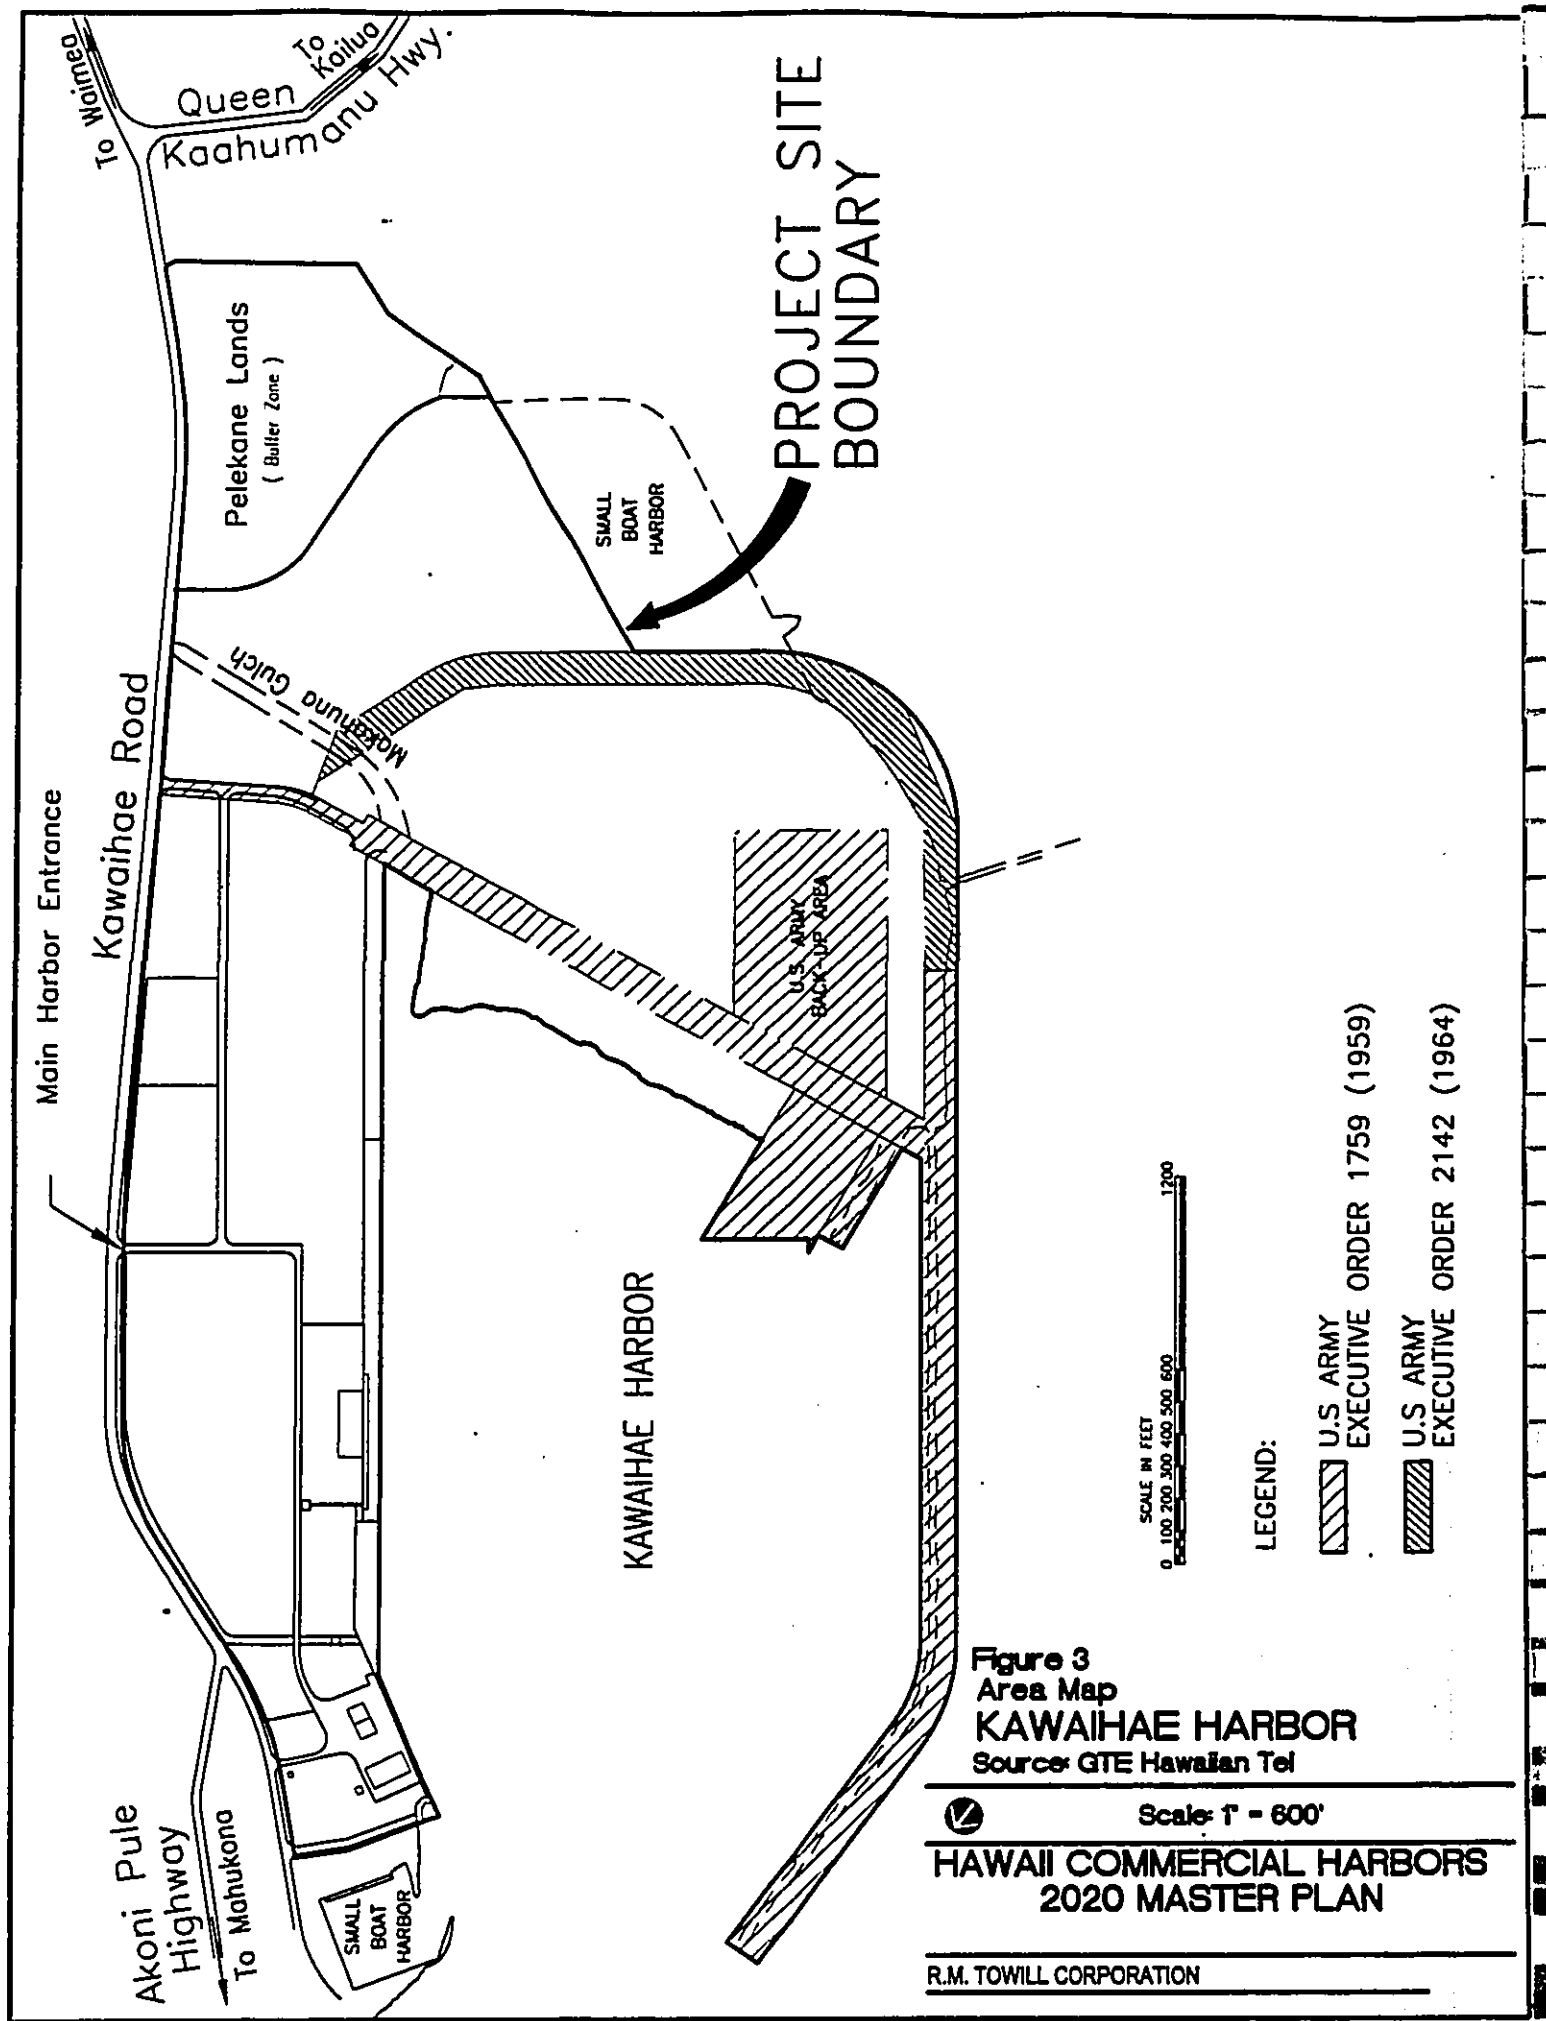 To Waimea
To
Kailua
Queen
Kaahumanu Hwy.
Pelekane Lands
( Buffer Zone )
PROJECT SITE
BOUNDARY
SMALL
BOAT
HARBOR
Makahuna Gulch
Kawaihae Road
Main Harbor Entrance
U.S. ARMY
BACK-UP AREA
KAWAIHAE HARBOR
Akoni Pule
Highway
To Mahukona
SMALL
BOAT
HARBOR
SCALE IN FEET
0 100 200 300 400 500 600 1200
LEGEND:
U.S ARMY
EXECUTIVE ORDER 1759 (1959)
U.S ARMY
EXECUTIVE ORDER 2142 (1964)
Figure 3
Area Map
KAWAIHAE HARBOR
Source: GTE Hawaiian Tel
Scale: 1" = 600'
HAWAII COMMERCIAL HARBORS
2020 MASTER PLAN
R.M. TOWILL CORPORATION